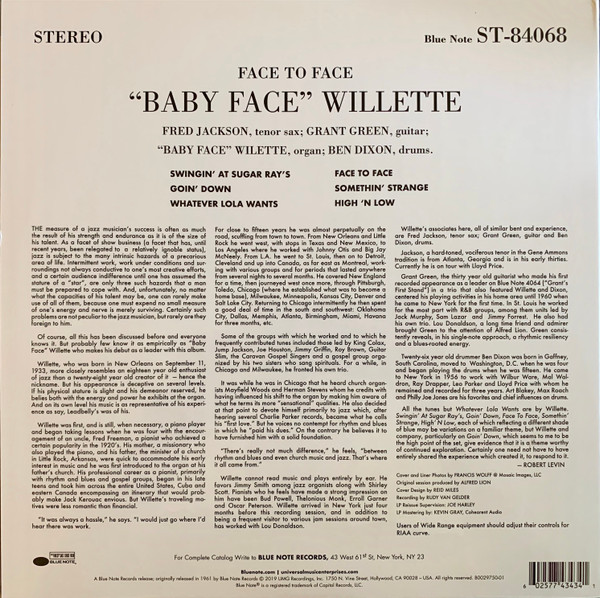 STEREO
Blue Note ST-84068
FACE TO FACE
“BABY FACE” WILLETTE
FRED JACKSON, tenor sax; GRANT GREEN, guitar;
“BABY FACE” WILETTE, organ; BEN DIXON, drums.
SWINGIN’ AT SUGAR RAY’S
GOIN’ DOWN
WHATEVER LOLA WANTS
FACE TO FACE
SOMETHIN’ STRANGE
HIGH ’N LOW
THE measure of a jazz musician’s success is often as much
the result of his strength and endurance as it is of the size
of his talent. As a facet of show business (a facet that has, until
recent years, been relegated to a relatively ignoble status),
jazz is subject to the many intrinsic hazards of a precarious
area of life. Intermittent work, work under conditions and sur-
roundings not always conducive to one’s most creative efforts,
and a certain audience indifference until one has assumed the
stature of a “star”, are only three such hazards that a man
must be prepared to cope with. And, unfortunately, no matter
what the capacities of his talent may be, one can rarely make
use of all of them, because one must expend no small measure
of one’s energy and nerve is merely surviving. Certainly such
problems are not peculiar to the jazz musician, but rarely are they
foreign to him.
Of course, all this has been discussed before and everyone
knows it. But probably few know it as empirically as “Baby
Face” Willette who makes his debut as a leader with this album.
Willette, who was born in New Orleans on September 11,
1933, more closely resembles an eighteen year old enthusiast
of jazz than a twenty-eight year old creator of it — hence the
nickname. But his appearance is deceptive on several levels.
If his physical stature is slight and his demeanor reserved, he
belies both with the energy and power he exhibits at the organ.
And on its own level his music is as representative of his experi-
ence as, say, Leadbelly’s was of his.
Willette was first, and is still, when necessary, a piano player
and began taking lessons when he was four with the encour-
agement of an uncle, Fred Freeman, a pianist who achieved a
certain popularity in the 1920’s. His mother, a missionary who
also played the piano, and his father, the minister of a church
in Little Rock, Arkansas, were quick to accommodate his early
interest in music and he was first introduced to the organ at his
father’s church. His professional career as a pianist, primarily
with rhythm and blues and gospel groups, began in his late
teens and took him across the entire United States, Cuba and
eastern Canada encompassing an itinerary that would prob-
ably make Jack Kerouac envious. But Willette’s traveling mo-
tives were less romantic than financial.
“It was always a hassle,” he says. “I would just go where I’d
hear there was work.
For close to fifteen years he was almost perpetually on the
road, scuffling from town to town. From New Orleans and Little
Rock he went west, with stops in Texas and New Mexico, to
Los Angeles where he worked with Johnny Otis and Big Jay
McNeely. From L.A. he went to St. Louis, then on to Detroit,
Cleveland and up into Canada, as far east as Montreal, work-
ing with various groups and for periods that lasted anywhere
from several nights to several months. He covered New England
for a time, then journeyed west once more, through Pittsburgh,
Toledo, Chicago (where he established what was to become a
home base), Milwaukee, Minneapolis, Kansas City, Denver and
Salt Lake City. Returning to Chicago intermittently he then spent
a good deal of time in the south and southwest: Oklahoma
City, Dallas, Memphis, Atlanta, Birmingham, Miami, Havana
for three months, etc.
Some of the groups with which he worked and to which he
frequently contributed tunes included those led by King Colax,
Jump Jackson, Joe Houston, Jimmy Griffin, Roy Brown, Guitar
Slim, the Caravan Gospel Singers and a gospel group orga-
nized by his two sisters who sing spirituals. For a while, in
Chicago and Milwaukee, he fronted his own trio.
It was while he was in Chicago that he heard church organ-
ists Mayfield Woods and Herman Stevens whom he credits with
having influenced his shift to the organ by making him aware of
what he terms its more “sensational” qualities. He also decided
at that point to devote himself primarily to jazz which, after
hearing several Charlie Parker records, became what he calls
his “first love.” But he voices no contempt for rhythm and blues
in which he “paid his dues.” On the contrary he believes it to
have furnished him with a solid foundation.
“There’s really not much difference,” he feels, “between
rhythm and blues and even church music and jazz. That’s where
it all came from.”
Willette cannot read music and plays entirely by ear. He
favors Jimmy Smith among jazz organists along with Shirley
Scott. Pianists who he feels have made a strong impression on
him have been Bud Powell, Thelonious Monk, Erroll Garner
and Oscar Peterson. Willette arrived in New York just four
months before this recording session, and in addition to
being a frequent visitor to various jam sessions around town,
has worked with Lou Donaldson.
Willette’s associates here, all of similar bent and experience,
are Fred Jackson, tenor sax; Grant Green, guitar and Ben
Dixon, drums.
Jackson, a hard-toned, vociferous tenor in the Gene Ammons
tradition is from Atlanta, Georgia and is in his early thirties.
Currently he is on tour with Lloyd Price.
Grant Green, the thirty year old guitarist who made his first
recorded appearance as a leader on Blue Note 4064 (“Grant’s
First Stand”) in a trio that also featured Willette and Dixon,
centered his playing activities in his home area until 1960 when
he came to New York for the first time. In St. Louis he worked
for the most part with R&B groups, among them units led by
Jack Murphy, Sam Lazar and Jimmy Forrest. He also had
his own trio. Lou Donaldson, a long time friend and admirer
brought Green to the attention of Alfred Lion. Green consis-
tently reveals, in his single-note approach, a rhythmic resiliency
and a blues-rooted energy.
Twenty-six year old drummer Ben Dixon was born in Gaffney,
South Carolina, moved to Washington, D.C. when he was four
and began playing the drums when he was fifteen. He came
to New York in 1956 to work with Wilbur Ware, Mal Wal-
dron, Ray Drapper, Leo Parker and Lloyd Price with whom he
remained and recorded for three years. Art Blakey, Max Roach
and Philly Joe Jones are his favorites and chief influences on drums.
All the tunes but Whatever Lola Wants are by Willette.
Swingin’ At Sugar Ray’s, Goin’ Down, Face To Face, Somethin’
Strange, High’ N Low, each of which reflecting a different shade
of blue may be variations on a familiar theme, but Willette and
company, particularly on Goin’ Down, which seems to me to be
the high point of the set, give evidence that it is a theme worthy
of continued exploration. Certainly one need not have to have
entirely shared the experience which created it, to respond to it.
— ROBERT LEVIN
Cover and Liner Photos by FRANCIS WOLFF © Mosaic Images, LLC
Original session produced by ALFRED LION
Cover Design by REID MILES
Recording by RUDY VAN GELDER
LP Reissue Supervision: JOE HARLEY
LP Mastering by: KEVIN GRAY, Coherent Audio
Users of Wide Range equipment should adjust their controls for
RIAA curve.
For Complete Catalog Write to BLUE NOTE RECORDS, 43 West 61st St, New York, NY 23
Bluenote.com | universalmusicenterprises.com
A Blue Note Records release; originally released in 1961 by Blue Note Records © 2019 UMG Recordings, Inc. 1750 N. Vine Street, Hollywood, CA 90028 – USA. All rights reserved. B0029750-01
Blue Note® is a registered trademark of Capitol Records, LLC.
BLUE NOTE
6 02577 43434 1